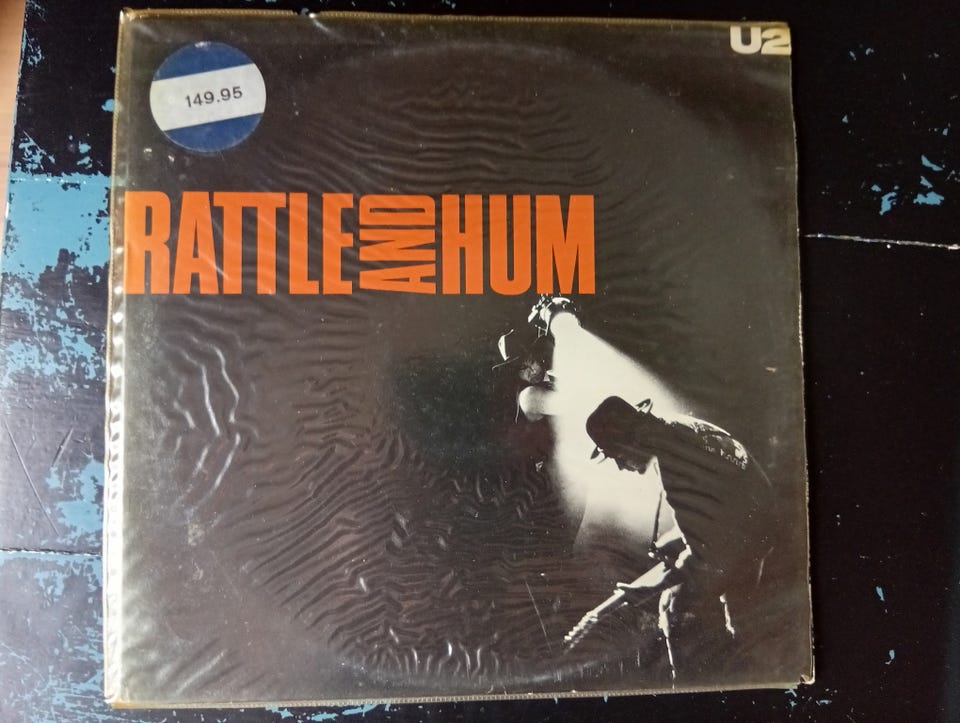 U2
149.95
RATTLE AND HUM